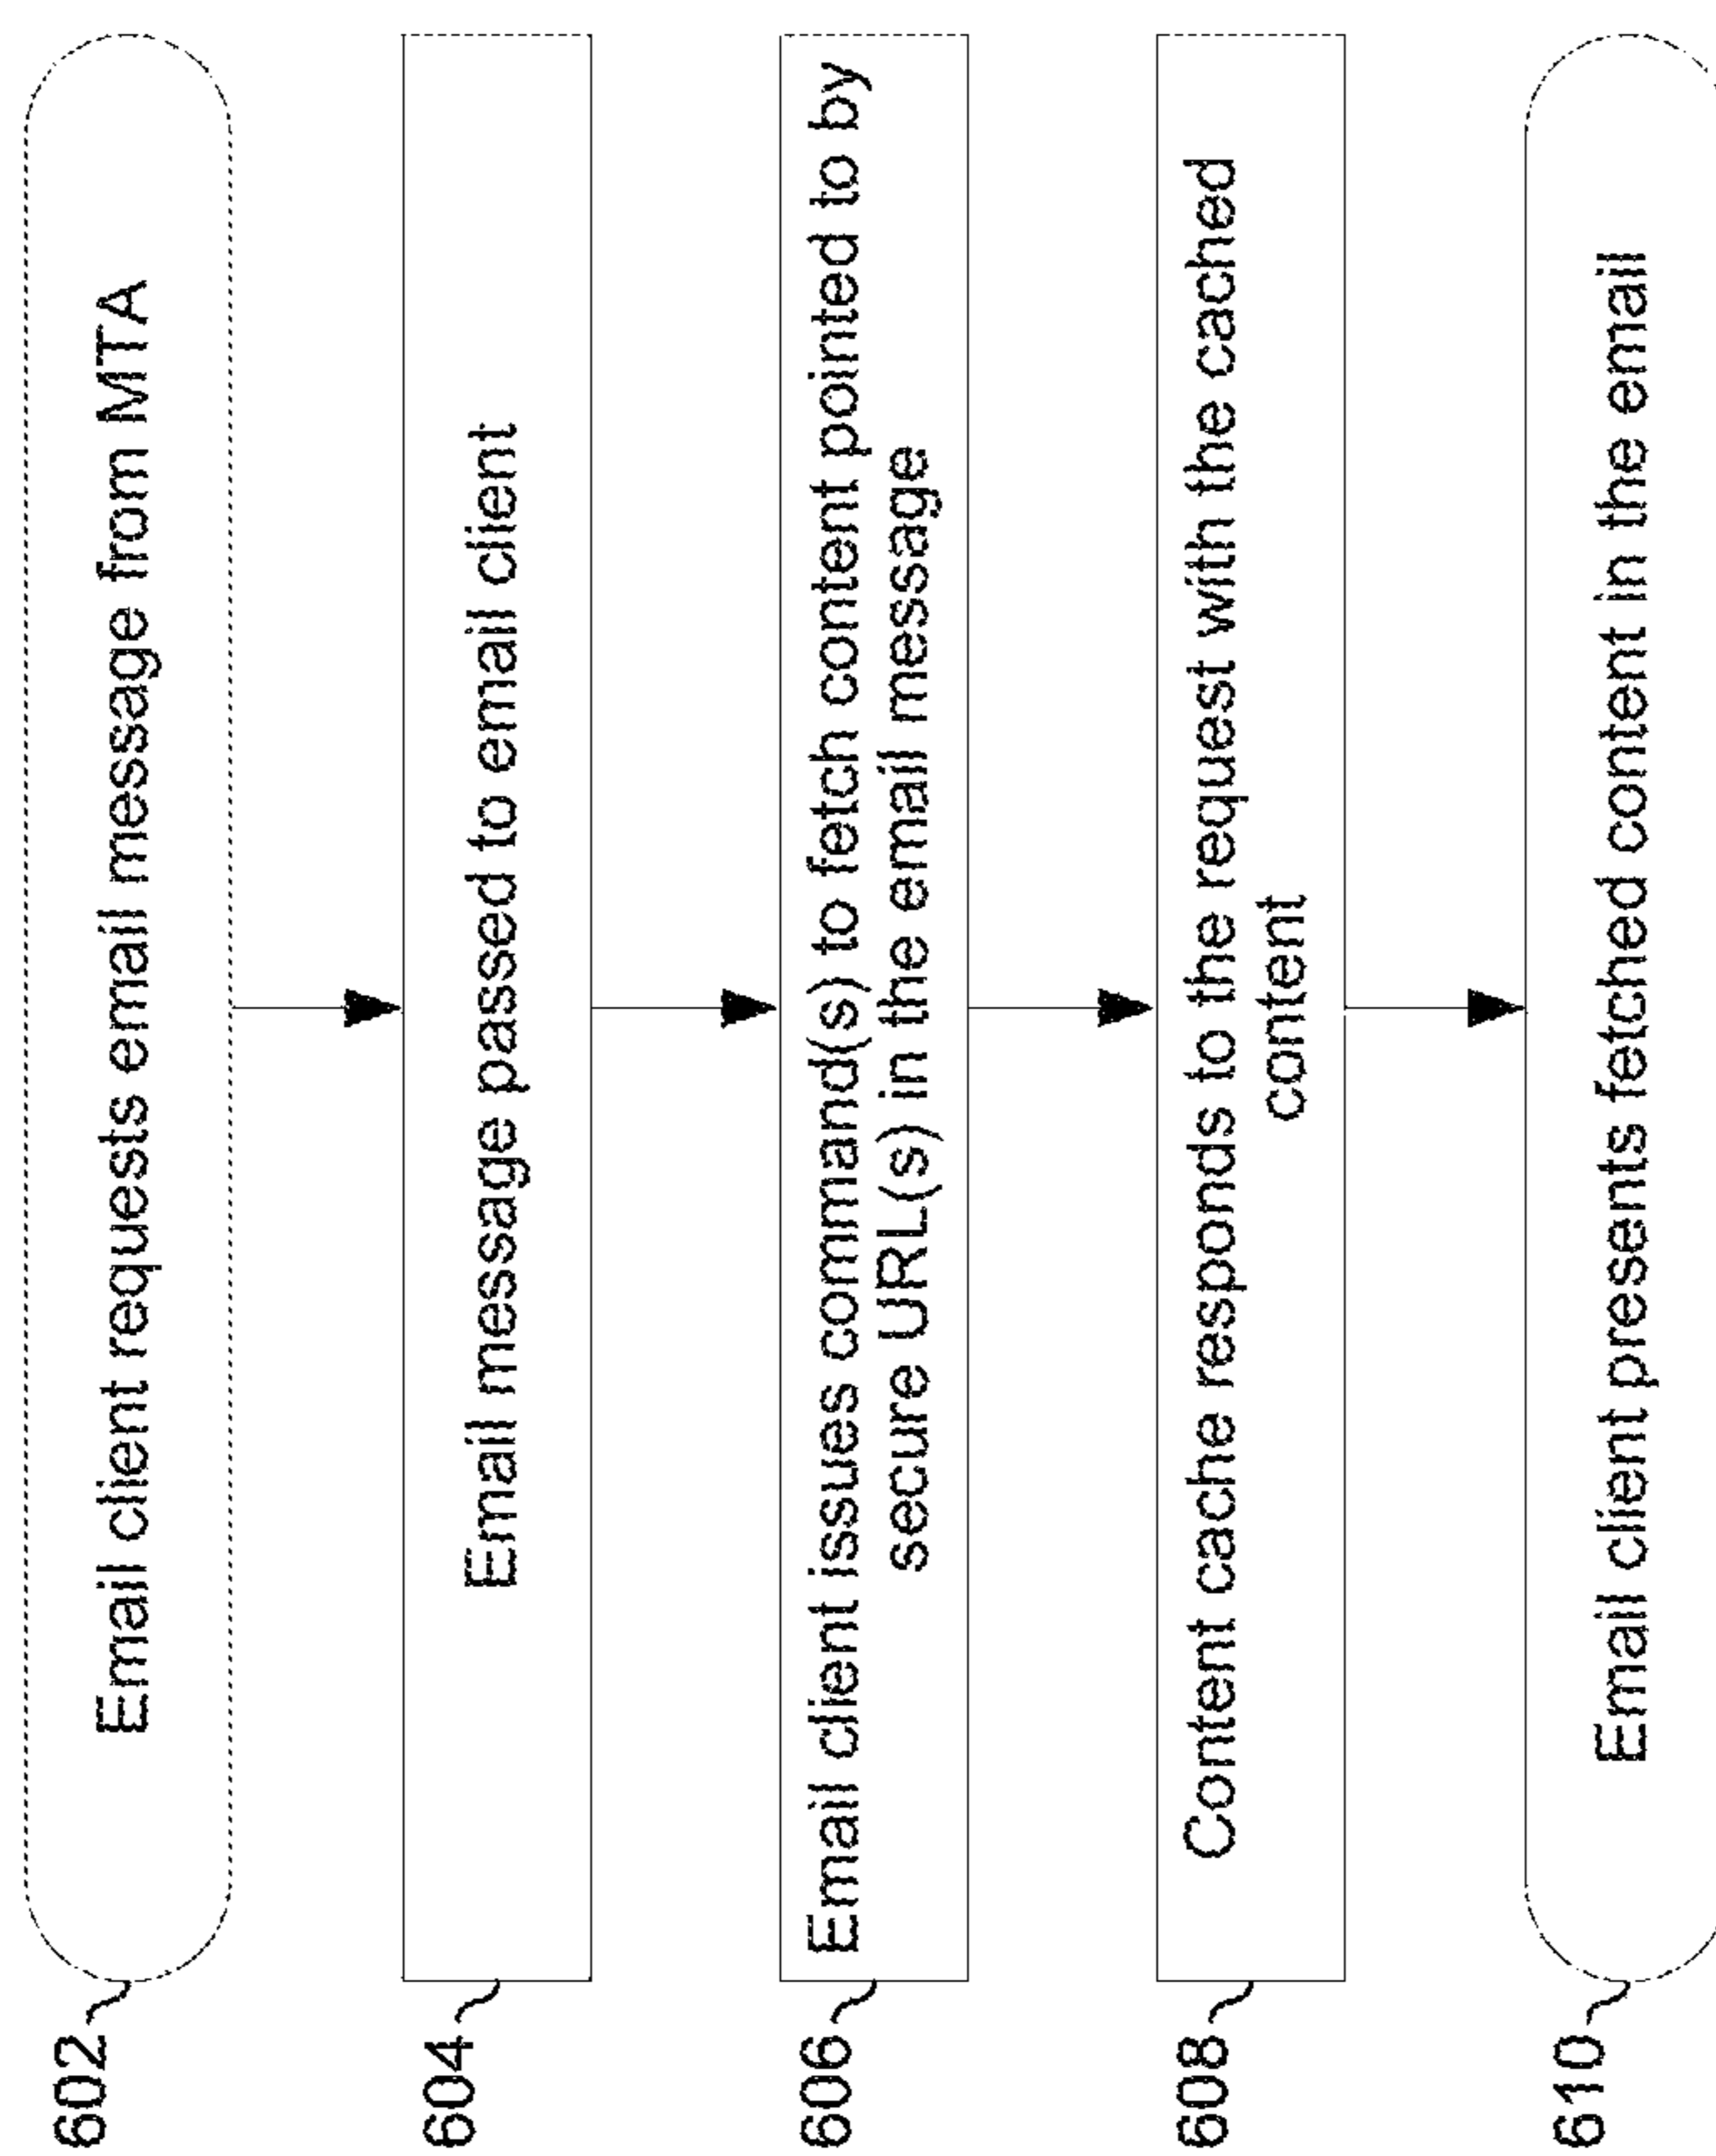 602
Email client requests email message from MTA
604
Email message passed to email client
606
Email client issues command(s) to fetch content pointed to by
secure URL(s) in the email message
608
Content cache responds to the request with the cached
content
610
Email client presents fetched content in the email